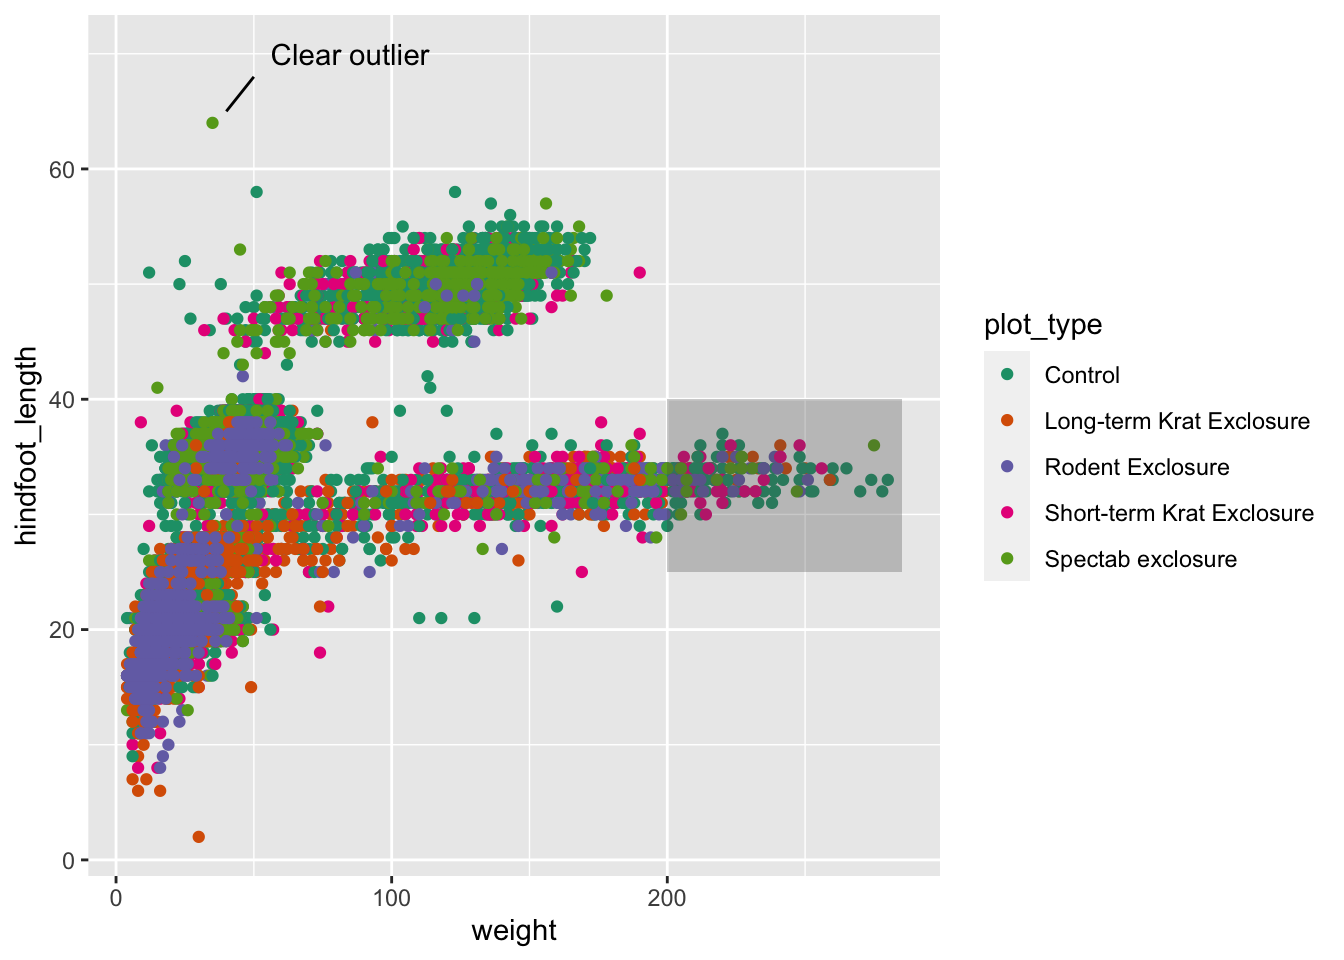 Clear outlier
60
40
20
0
0 100 200
weight
hindfoot_length
plot_type
Control
Long-term Krat Exclosure
Rodent Exclosure
Short-term Krat Exclosure
Spectab exclosure